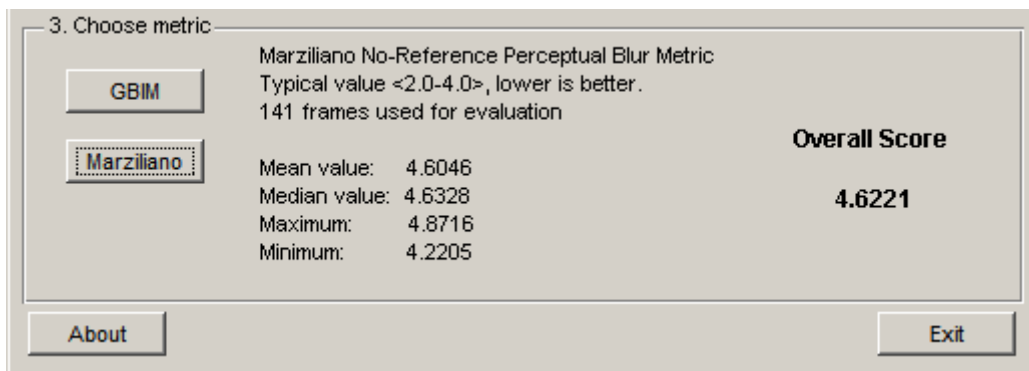 3. Choose metric
Marziliano No-Reference Perceptual Blur Metric
GBIM
Typical value <2.0-4.0>, lower is better.
141 frames used for evaluation
Overall Score
Marziliano
Mean value: 4.6046
Median value: 4.6328
4.6221
Maximum: 4.8716
Minimum: 4.2205
About
Exit